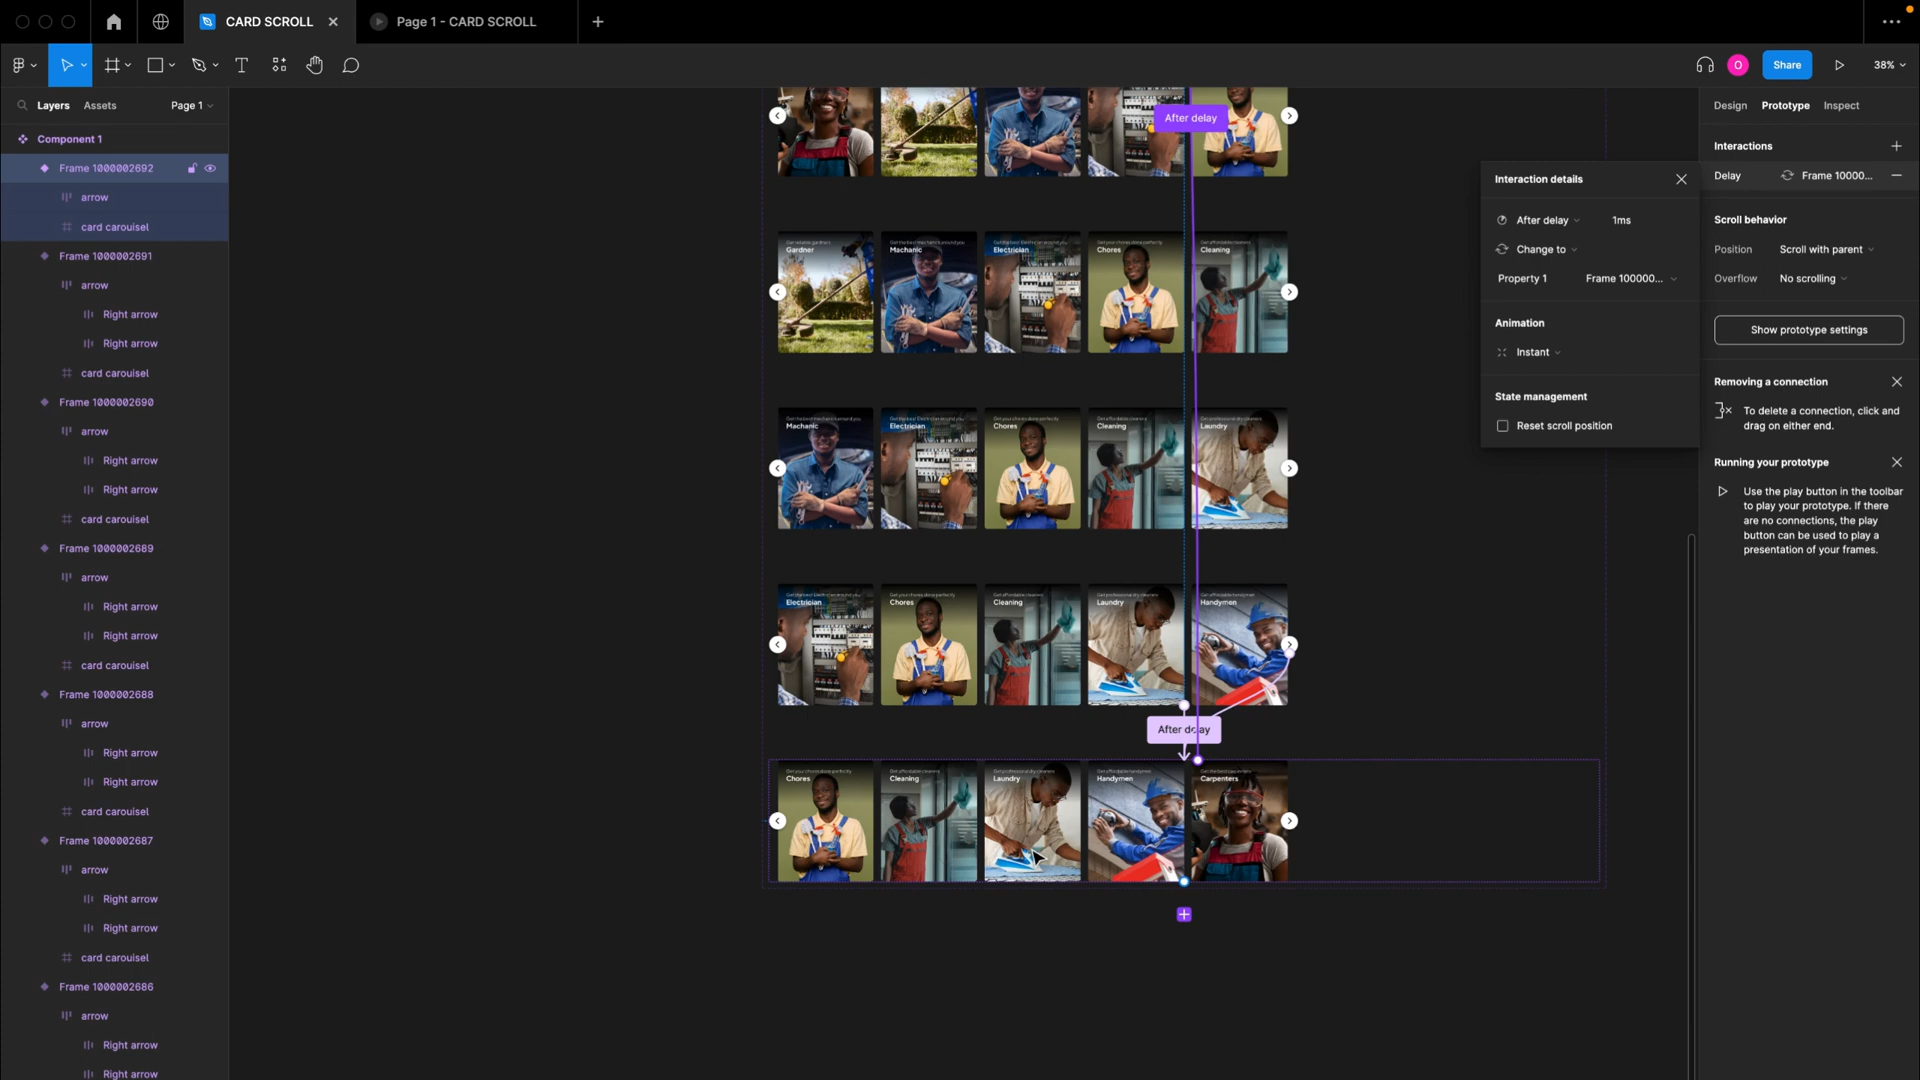 CARD SCROLL
Page 1 - CARD SCROLL
O
Share
38%
Layers
Assets
Page 1
Design
Prototype
Inspect
Component 1
Frame 1000002692
arrow
card carouisel
Frame 1000002691
arrow
Right arrow
Right arrow
card carouisel
Frame 1000002690
arrow
Right arrow
Right arrow
card carouisel
Frame 1000002689
arrow
Right arrow
Right arrow
card carouisel
Frame 1000002688
arrow
Right arrow
Right arrow
card carouisel
Frame 1000002687
arrow
Right arrow
Right arrow
card carouisel
Frame 1000002686
arrow
Right arrow
Right arrow
After delay
Gardner
Machanic
Electrician
Chores
Cleaning
Machanic
Electrician
Chores
Cleaning
Laundry
Electrician
Chores
Cleaning
Laundry
Handymen
After delay
Chores
Cleaning
Laundry
Handymen
Carpenters
Interaction details
After delay
1ms
Change to
Property 1
Frame 100000...
Animation
Instant
State management
Reset scroll position
Interactions
Delay
Frame 10000...
Scroll behavior
Position
Scroll with parent
Overflow
No scrolling
Show prototype settings
Removing a connection
To delete a connection, click and
drag on either end.
Running your prototype
Use the play button in the toolbar
to play your prototype. If there
are no connections, the play
button can be used to play a
presentation of your frames.